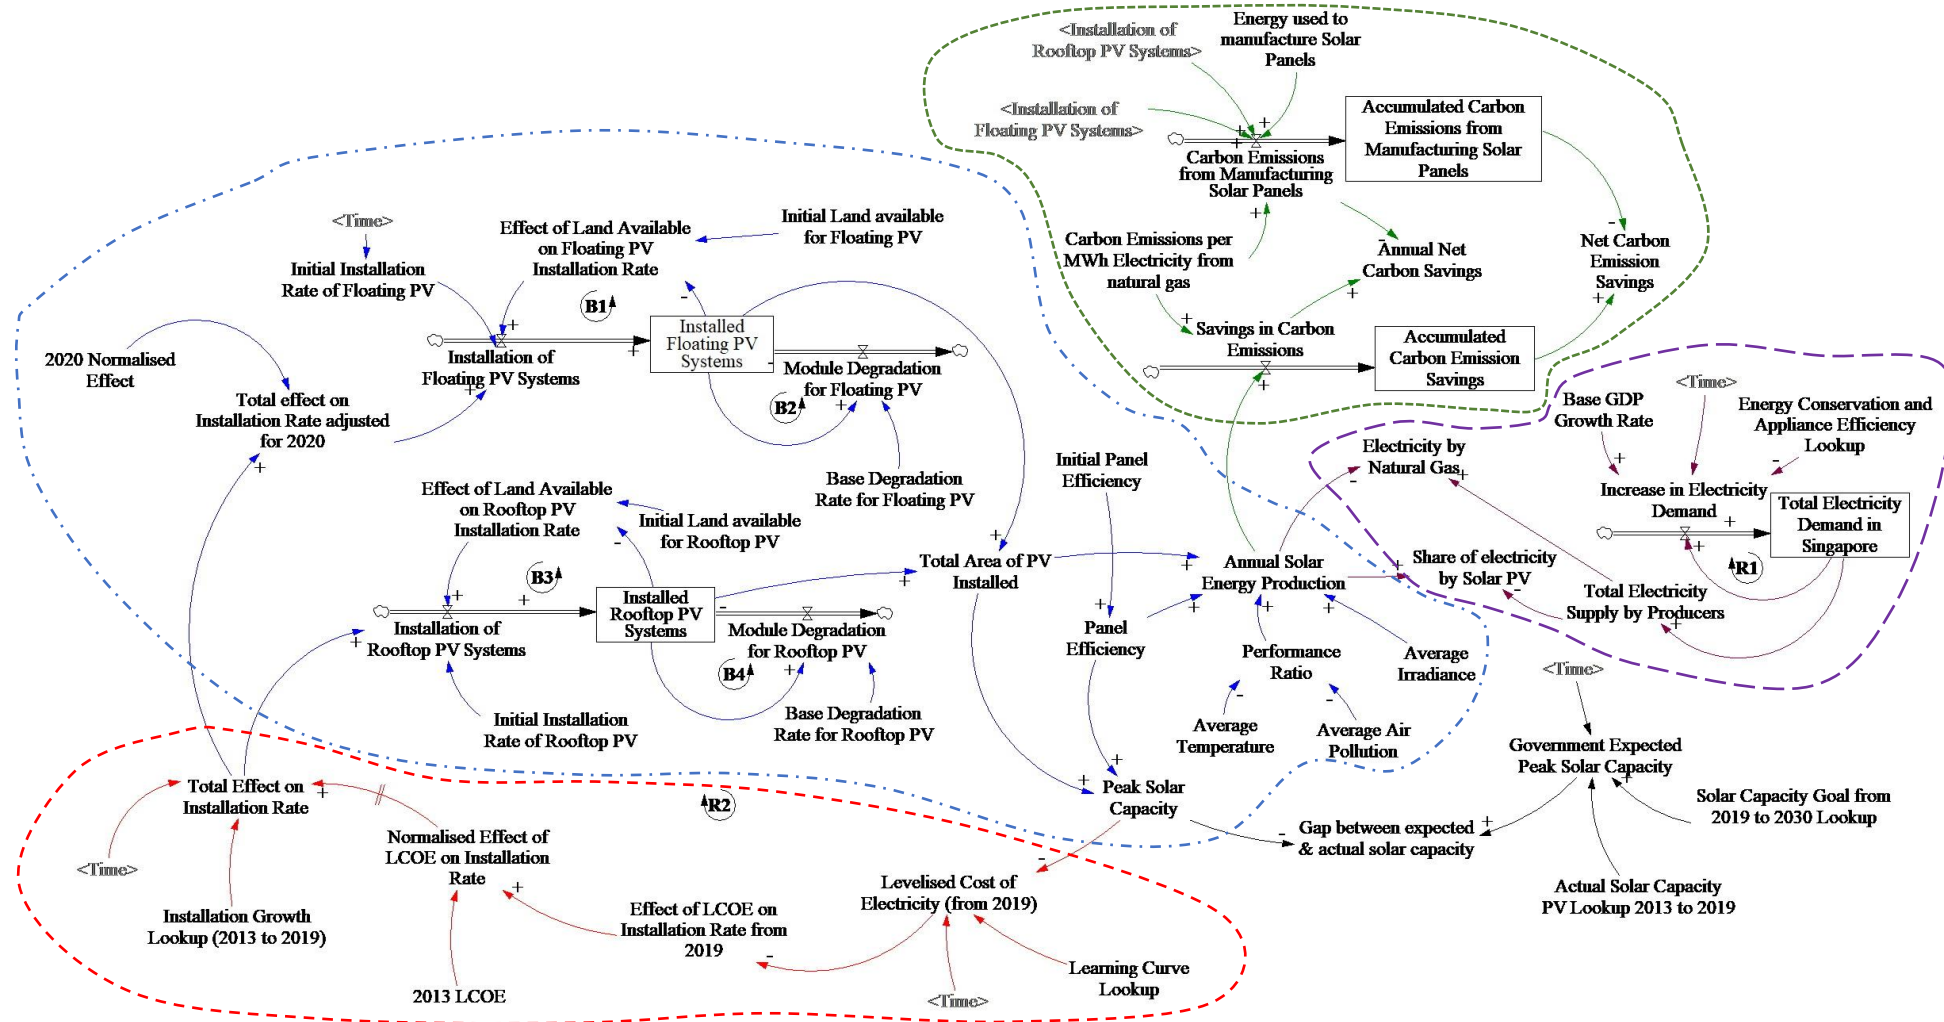 <Installation of
Rooftop PV Systems>
Energy used to
manufacture Solar
Panels
<Installation of
Floating PV Systems>
Accumulated Carbon
Emissions from
Manufacturing Solar
Panels
Carbon Emissions
from Manufacturing
Solar Panels
Carbon Emissions per
MWh Electricity from
natural gas
Annual Net
Carbon Savings
Net Carbon
Emission
Savings
Savings in Carbon
Emissions
Accumulated
Carbon Emission
Savings
<Time>
Initial Installation
Rate of Floating PV
Effect of Land Available
on Floating PV
Installation Rate
Initial Land available
for Floating PV
B1
Installed
Floating PV
Systems
Installation of
Floating PV Systems
Module Degradation
for Floating PV
B2
2020 Normalised
Effect
Total effect on
Installation Rate adjusted
for 2020
Base Degradation
Rate for Floating PV
Effect of Land Available
on Rooftop PV
Installation Rate
Initial Land available
for Rooftop PV
B3
Installed
Rooftop PV
Systems
Installation of
Rooftop PV Systems
Module Degradation
for Rooftop PV
B4
Initial Installation
Rate of Rooftop PV
Base Degradation
Rate for Rooftop PV
Initial Panel
Efficiency
Total Area of PV
Installed
Annual Solar
Energy Production
Panel
Efficiency
Performance
Ratio
Average
Irradiance
Average
Temperature
Average Air
Pollution
Peak Solar
Capacity
<Time>
Base GDP
Growth Rate
Energy Conservation and
Appliance Efficiency
Lookup
Electricity by
Natural Gas
Increase in Electricity
Demand
Total Electricity
Demand in
Singapore
R1
Share of electricity
by Solar PV
Total Electricity
Supply by Producers
<Time>
Government Expected
Peak Solar Capacity
Solar Capacity Goal from
2019 to 2030 Lookup
Gap between expected
& actual solar capacity
Actual Solar Capacity
PV Lookup 2013 to 2019
Total Effect on
Installation Rate
R2
<Time>
Normalised Effect of
LCOE on Installation
Rate
Installation Growth
Lookup (2013 to 2019)
2013 LCOE
Effect of LCOE on
Installation Rate from
2019
Levelised Cost of
Electricity (from 2019)
Learning Curve
Lookup
<Time>